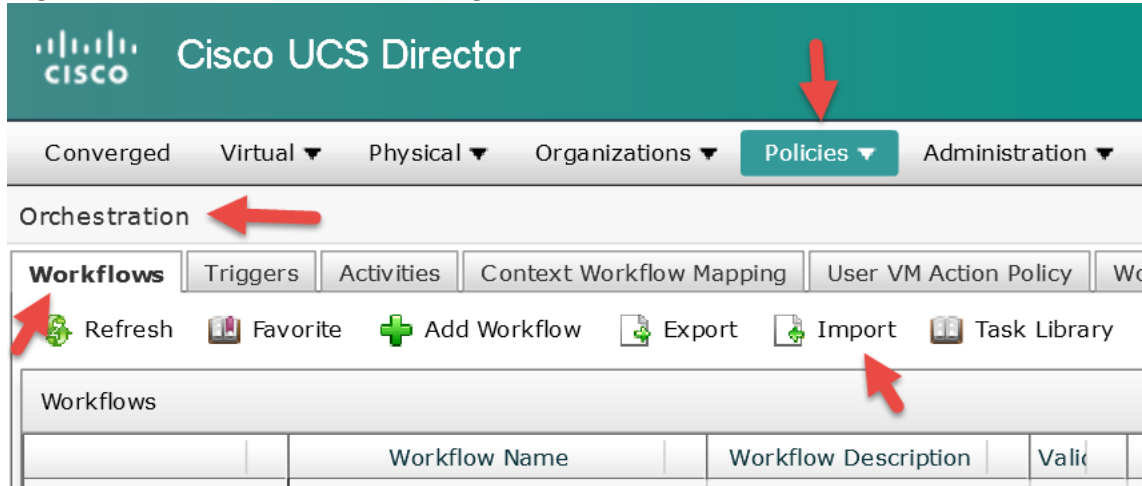 CISCO Cisco UCS Director
Converged Virtual Physical Organizations Policies Administration
Orchestration
Workflows Triggers Activities Context Workflow Mapping User VM Action Policy
Refresh Favorite Add Workflow Export Import Task Library
Workflows
Workflow Name Workflow Description